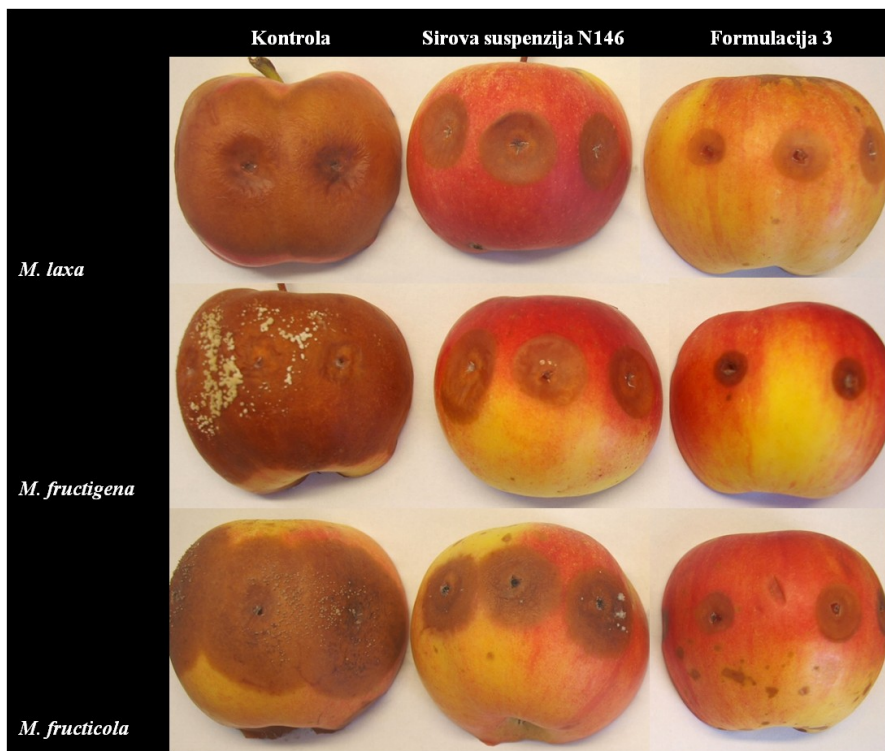 Kontrola
Sirova suspenzija N146
Formulacija 3
M. laxa
M. fructigena
M. fructicola